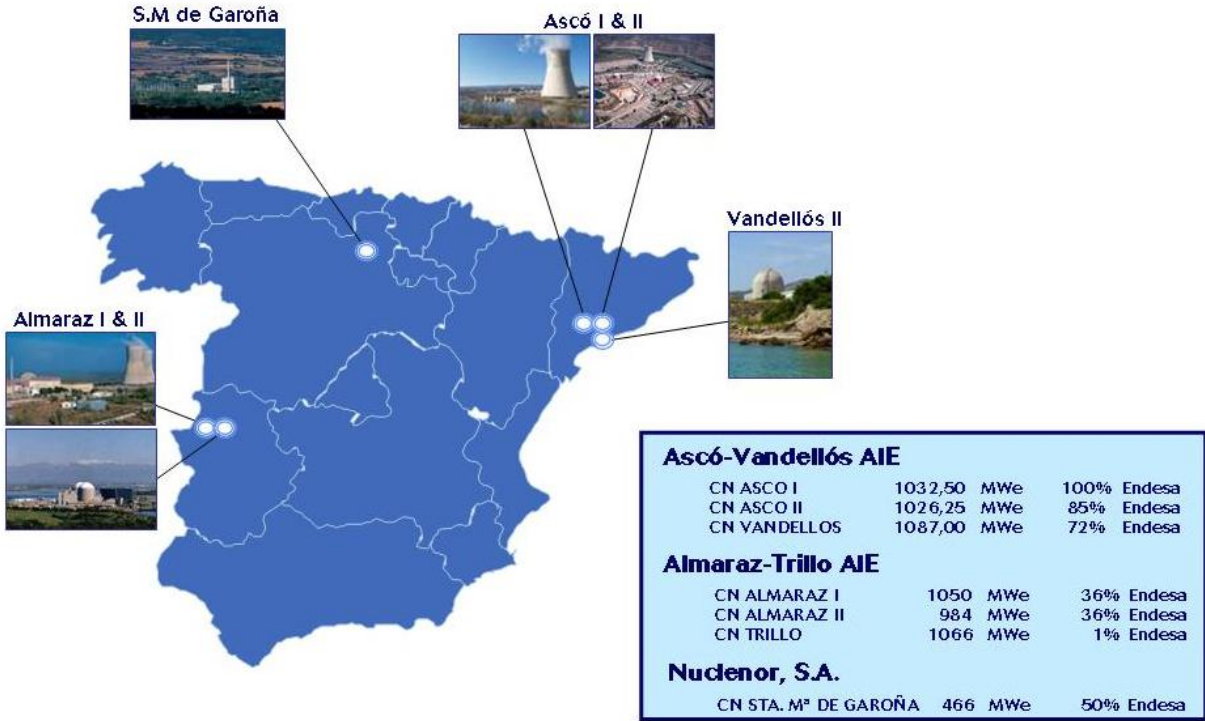 S.M de Garoña
Ascó I & II
Vandellós II
Almaraz I & II
Ascó-Vandellós AIE
CN ASCO I 1032,50 MWe 100% Endesa
CN ASCO II 1026,25 MWe 85% Endesa
CN VANDELLOS 1087,00 MWe 72% Endesa
Almaraz-Trillo AIE
CN ALMARAZ I 1050 MWe 36% Endesa
CN ALMARAZ II 984 MWe 36% Endesa
CN TRILLO 1066 MWe 1% Endesa
Nuclenor, S.A.
CN STA. Mª DE GAROÑA 466 MWe 50% Endesa